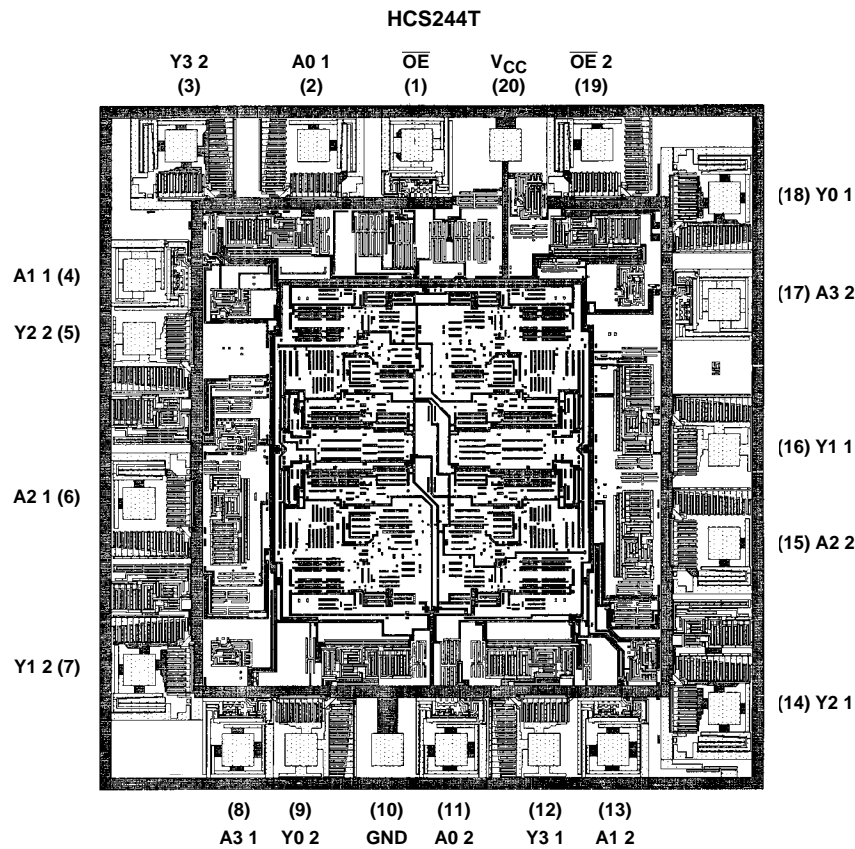 HCS244T
Y3 2 A0 1 OE VCC OE 2
(3) (2) (1) (20) (19)
(18) Y0 1
A1 1 (4)
(17) A3 2
Y2 2 (5)
(16) Y1 1
A2 1 (6)
(15) A2 2
Y1 2 (7)
(14) Y2 1
(8) (9) (10) (11) (12) (13)
A3 1 Y0 2 GND A0 2 Y3 1 A1 2